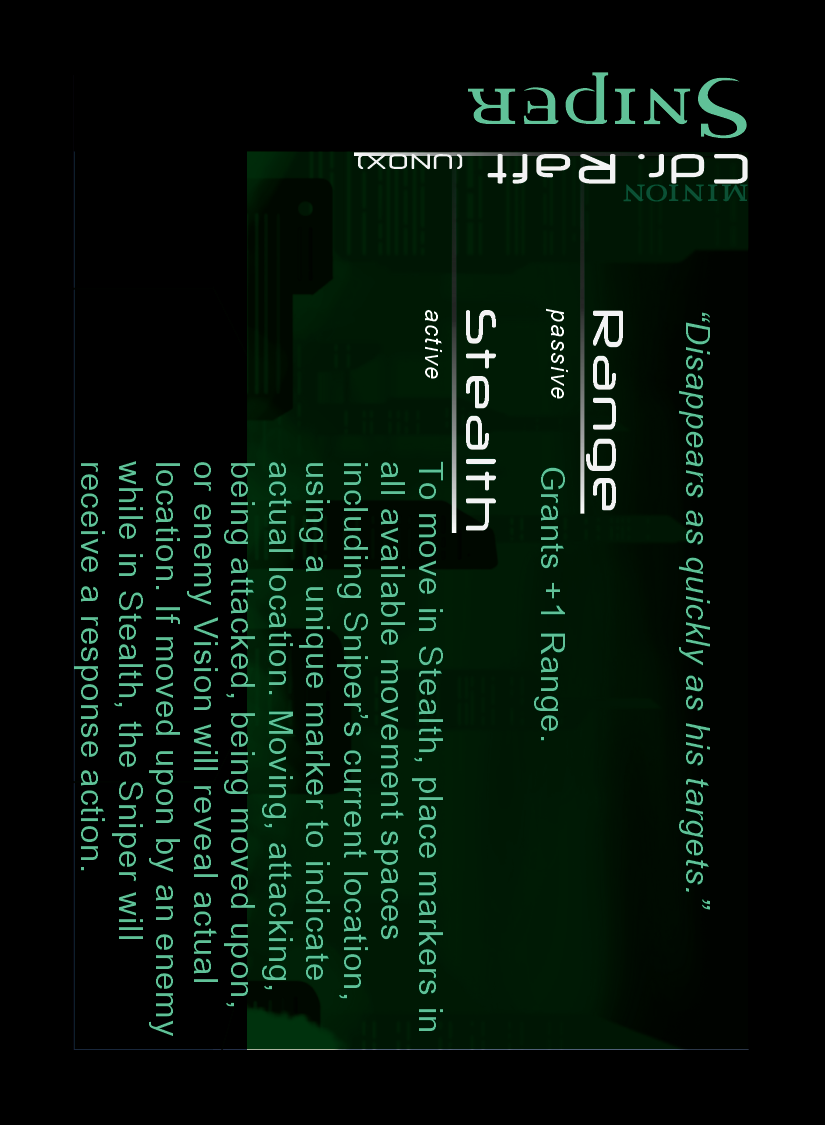 Sniper
Cdr. Raft (UNOX)
Minion
“Disappears as quickly as his targets.”
Range
passive
Grants +1 Range.
Stealth
active
To move in Stealth, place markers in
all available movement spaces
including Sniper’s current location,
using a unique marker to indicate
actual location. Moving, attacking,
being attacked, being moved upon,
or enemy Vision will reveal actual
location. If moved upon by an enemy
while in Stealth, the Sniper will
receive a response action.